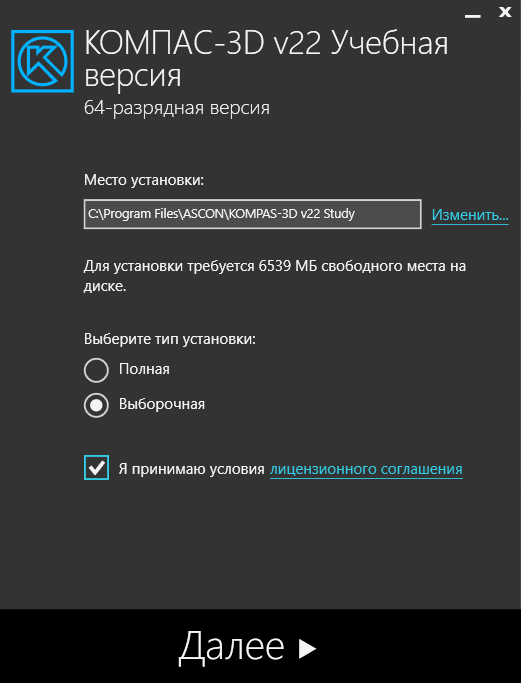 КОМПАС-3D v22 Учебная
версия
64-разрядная версия
Место установки:
C:\Program Files\ASCON\KOMPAS-3D v22 Study
Изменить...
Для установки требуется 6539 МБ свободного места на
диске.
Выберите тип установки:
Полная
Выборочная
Я принимаю условия лицензионного соглашения
Далее